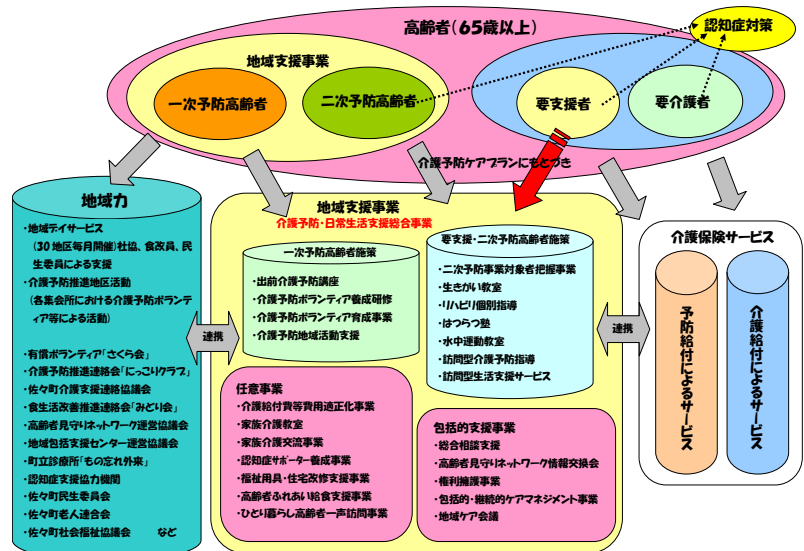 高齢者(65歳以上)
認知症対策
地域支援事業
一次予防高齢者
二次予防高齢者
要支援者
要介護者
介護予防ケアプランにもとづき
地域力
・地域デイサービス
(30地区毎月開催)社協、食改員、民
生委員による支援
・介護予防推進地区活動
(各集会所における介護予防ボランテ
ィア等による活動)
・有償ボランティア「さくら会」
・介護予防推進連絡会「にっこりクラブ」
・佐々町介護支援連絡協議会
・食生活改善推進連絡会「みどり会」
・高齢者見守りネットワーク運営協議会
・地域包括支援センター運営協議会
・町立診療所「もの忘れ外来」
・認知症支援協力機関
・佐々町民生委員会
・佐々町老人連合会
・佐々町社会福祉協議会 など
連携
地域支援事業
介護予防・日常生活支援総合事業
一次予防高齢者施策
・出前介護予防講座
・介護予防ボランティア養成研修
・介護予防ボランティア育成事業
・介護予防地域活動支援
要支援・二次予防高齢者施策
・二次予防事業対象者把握事業
・生きがい教室
・リハビリ個別指導
・はつらつ塾
・水中運動教室
・訪問型介護予防指導
・訪問型生活支援サービス
任意事業
・介護給付費等費用適正化事業
・家族介護教室
・家族介護交流事業
・認知症サポーター養成事業
・福祉用具・住宅改修支援事業
・高齢者ふれあい給食支援事業
・ひとり暮らし高齢者一声訪問事業
包括的支援事業
・総合相談支援
・高齢者見守りネットワーク情報交換会
・権利擁護事業
・包括的・継続的ケアマネジメント事業
・地域ケア会議
連携
介護保険サービス
予防給付によるサービス
介護給付によるサービス